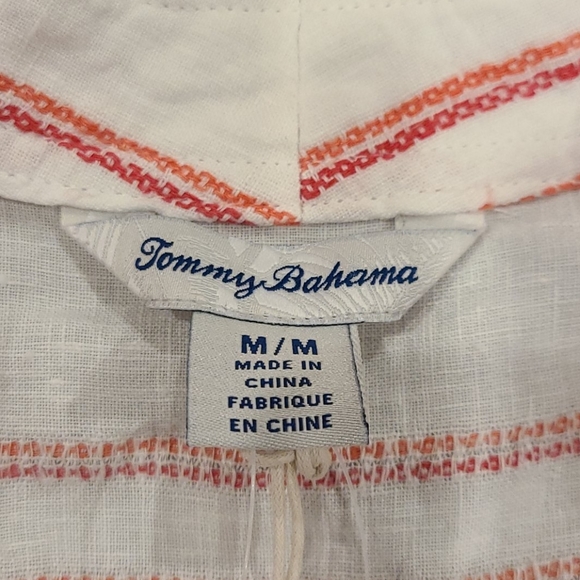 Tommy Bahama
M/M
MADE IN
CHINA
FABRIQUE
EN CHINE